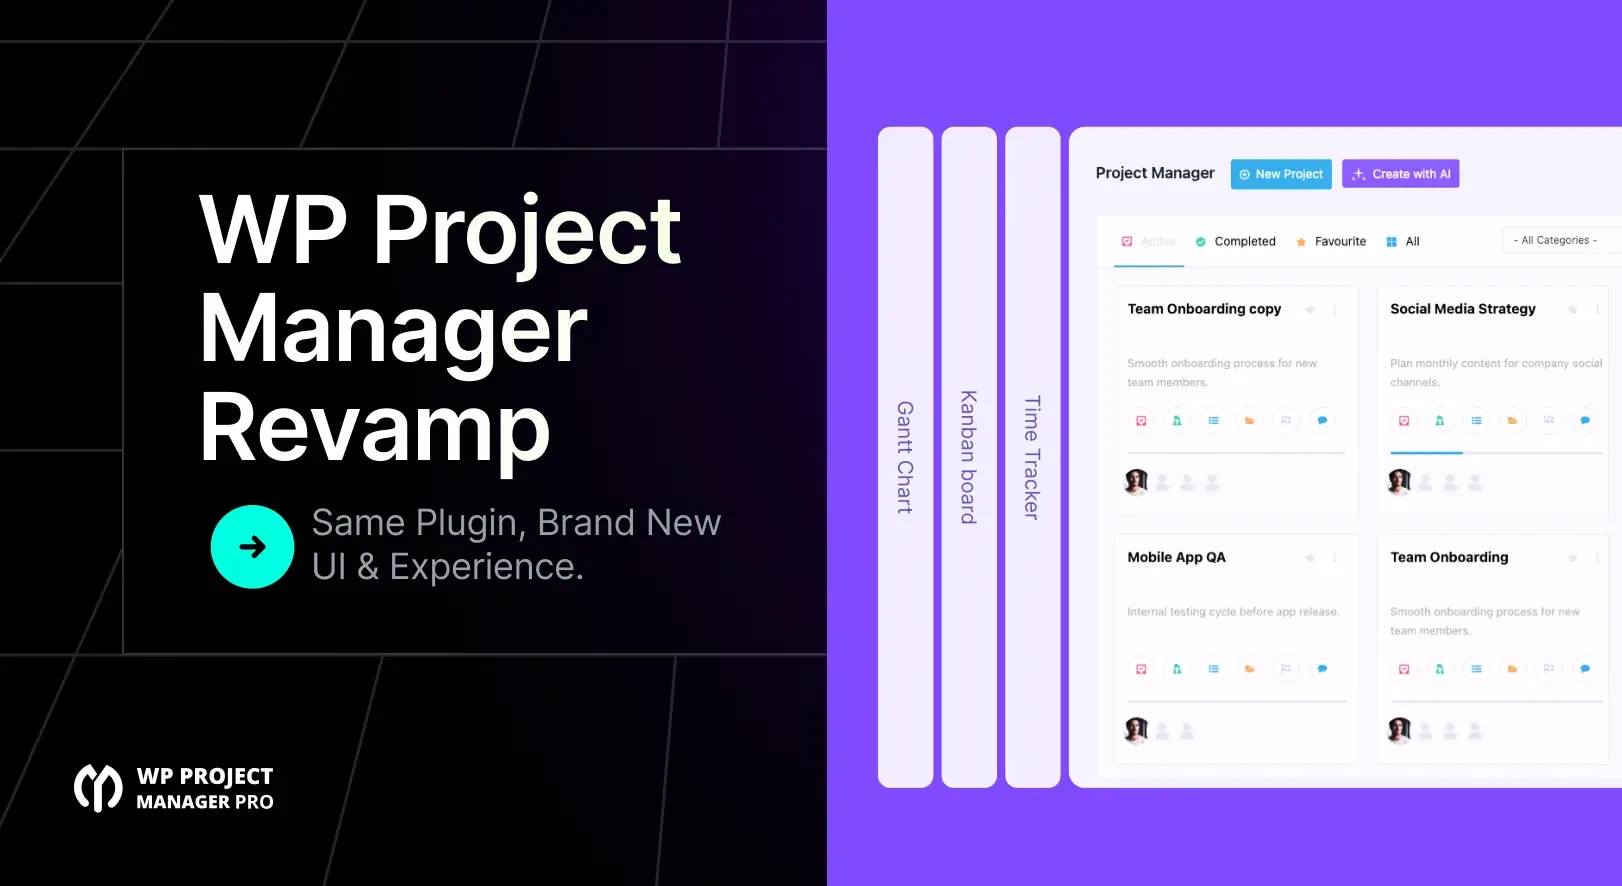 WP Project
Manager
Revamp
Same Plugin, Brand New
UI & Experience.
WP PROJECT
MANAGER PRO
Gantt Chart
Kanban board
Time Tracker
Project Manager
New Project
Create with AI
Active
Completed
Favourite
All
- All Categories -
Team Onboarding copy
Smooth onboarding process for new
team members.
Social Media Strategy
Plan monthly content for company social
channels.
Mobile App QA
Internal testing cycle before app release.
Team Onboarding
Smooth onboarding process for new
team members.